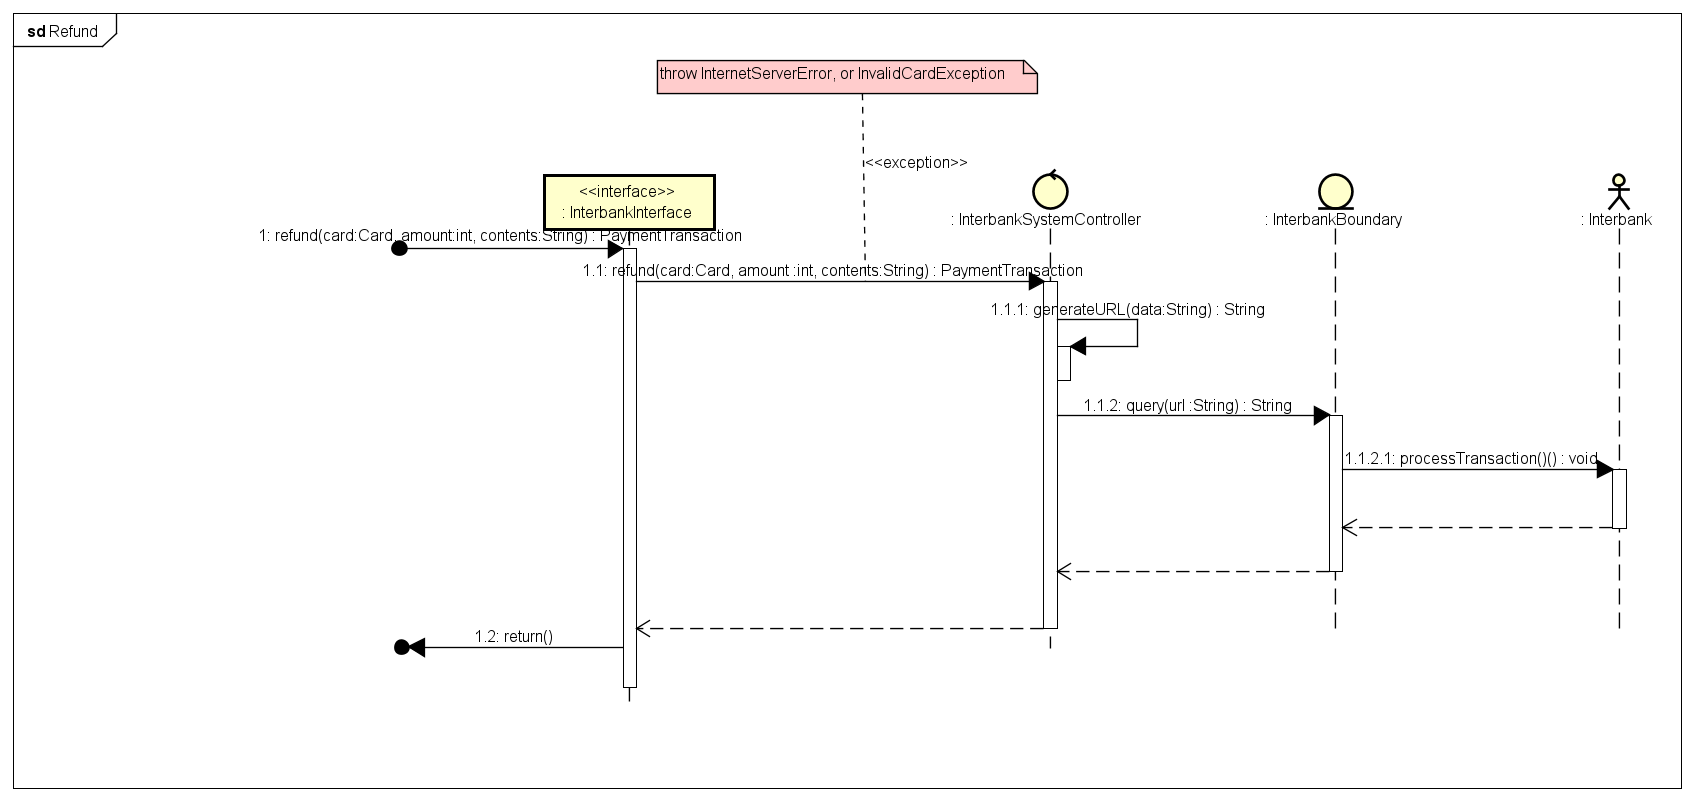 sd Refund
throw InternetServerError, or InvalidCardException
<<exception>>
<<interface>>
: InterbankInterface
: InterbankSystemController
: InterbankBoundary
: Interbank
1: refund(card:Card, amount:int, contents:String) : PaymentTransaction
1.1: refund(card:Card, amount :int, contents:String) : PaymentTransaction
1.1.1: generateURL(data:String) : String
1.1.2: query(url :String) : String
1.1.2.1: processTransaction()() : void
1.2: return()